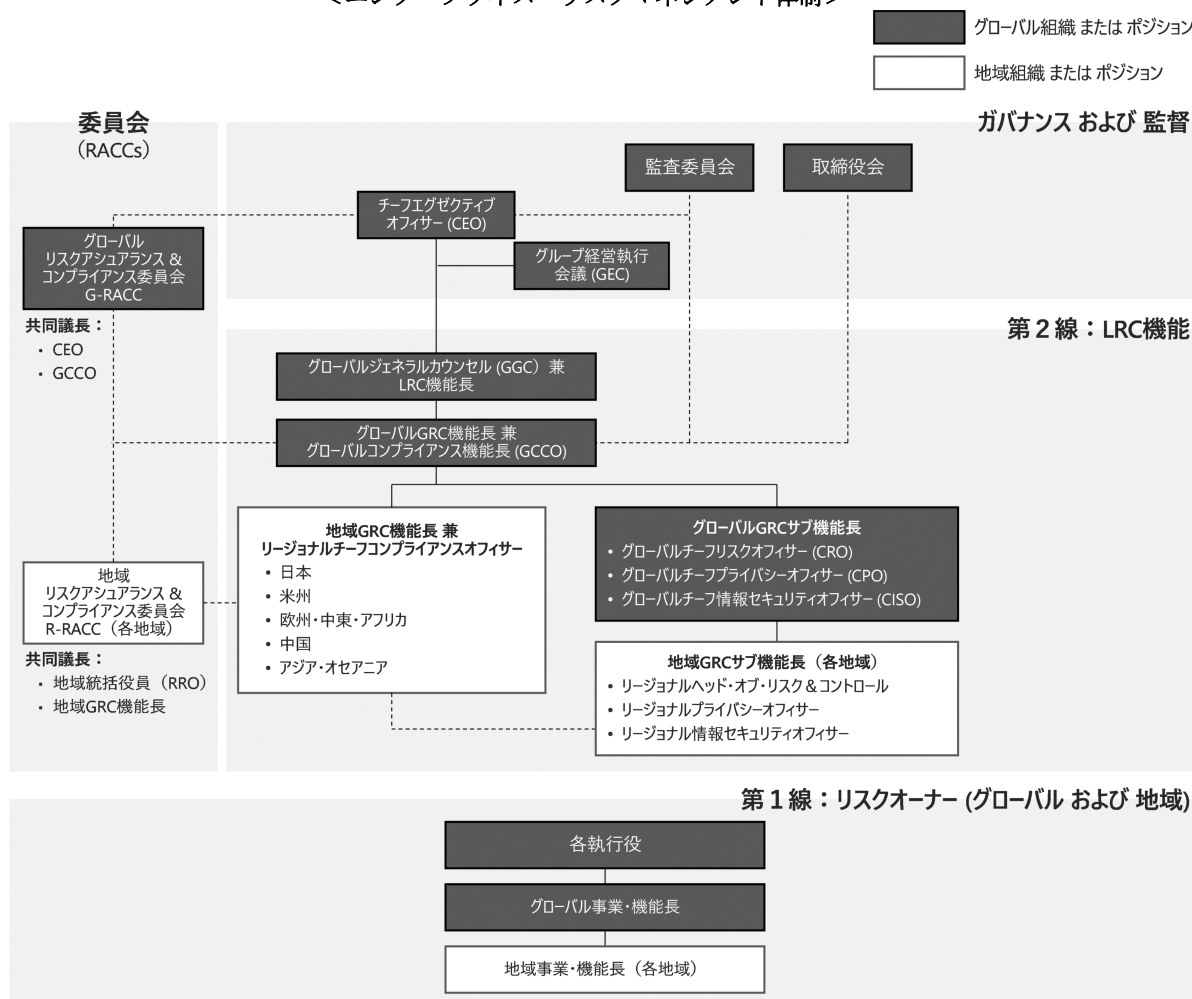 グローバル組織 または ポジション
地域組織 または ポジション
委員会
（RACCs）
ガバナンス および 監督
監査委員会
取締役会
チーフエグゼクティブ
オフィサー (CEO)
グループ経営執行
会議 (GEC)
グローバル
リスクアシュアランス &
コンプライアンス委員会
G-RACC
共同議長：
・ CEO
・ GCCO
第２線：LRC機能
グローバルジェネラルカウンセル (GGC）兼
LRC機能長
グローバルGRC機能長 兼
グローバルコンプライアンス機能長 (GCCO)
地域GRC機能長 兼
リージョナルチーフコンプライアンスオフィサー
• 日本
• 米州
• 欧州・中東・アフリカ
• 中国
• アジア・オセアニア
グローバルGRCサブ機能長
• グローバルチーフリスクオフィサー (CRO)
• グローバルチーフプライバシーオフィサー (CPO)
• グローバルチーフ情報セキュリティオフィサー (CISO)
地域
リスクアシュアランス &
コンプライアンス委員会
R-RACC（各地域）
共同議長：
・ 地域統括役員（RRO）
・ 地域GRC機能長
地域GRCサブ機能長（各地域）
• リージョナルヘッド・オブ・リスク＆コントロール
• リージョナルプライバシーオフィサー
• リージョナル情報セキュリティオフィサー
第１線：リスクオーナー (グローバル および 地域)
各執行役
グローバル事業・機能長
地域事業・機能長（各地域）